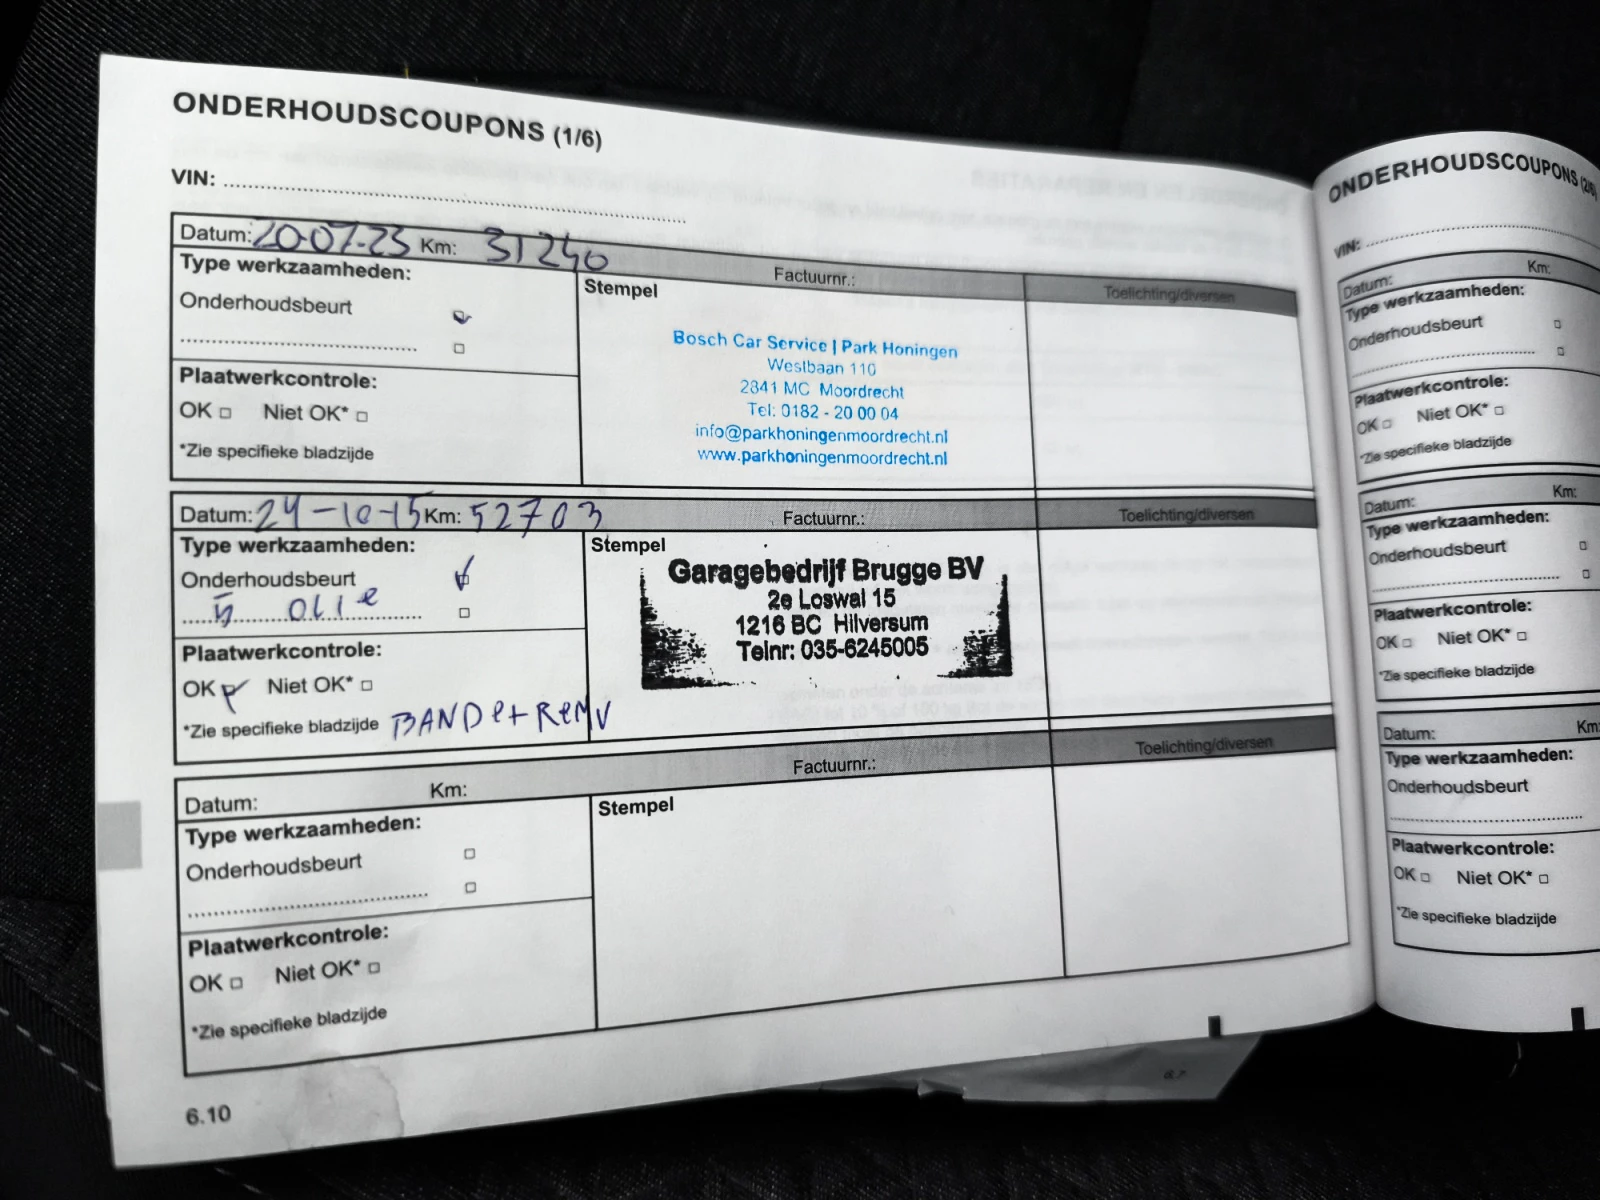 ONDERHOUDSCOUPONS (1/6)
VIN:
Datum: 20-07-23 Km: 31240 Factuurnr.: Toelichting/diversen
Type werkzaamheden:
Onderhoudsbeurt
Plaatwerkcontrole:
OK Niet OK*
*Zie specifieke bladzijde
Stempel
Bosch Car Service | Park Honingen
Westbaan 110
2841 MC Moordrecht
Tel: 0182 - 20 00 04
info@parkhoningenmoordrecht.nl
www.parkhoningenmoordrecht.nl
Datum: 24-10-15 Km: 52703 Factuurnr.: Toelichting/diversen
Type werkzaamheden:
Onderhoudsbeurt
olie
Plaatwerkcontrole:
OK Niet OK*
*Zie specifieke bladzijde BANDet REMV
Stempel
Garagebedrijf Brugge BV
2e Loswal 15
1216 BC Hilversum
Telnr: 035-6245005
Datum: Km: Factuurnr.: Toelichting/diversen
Type werkzaamheden:
Onderhoudsbeurt
Plaatwerkcontrole:
OK Niet OK*
*Zie specifieke bladzijde
Stempel
6.10
ONDERHOUDSCOUPONS (2/6)
VIN:
Datum: Km:
Type werkzaamheden:
Onderhoudsbeurt
Plaatwerkcontrole:
OK Niet OK*
*Zie specifieke bladzijde
Datum: Km:
Type werkzaamheden:
Onderhoudsbeurt
Plaatwerkcontrole:
OK Niet OK*
*Zie specifieke bladzijde
Datum: Km:
Type werkzaamheden:
Onderhoudsbeurt
Plaatwerkcontrole:
OK Niet OK*
*Zie specifieke bladzijde